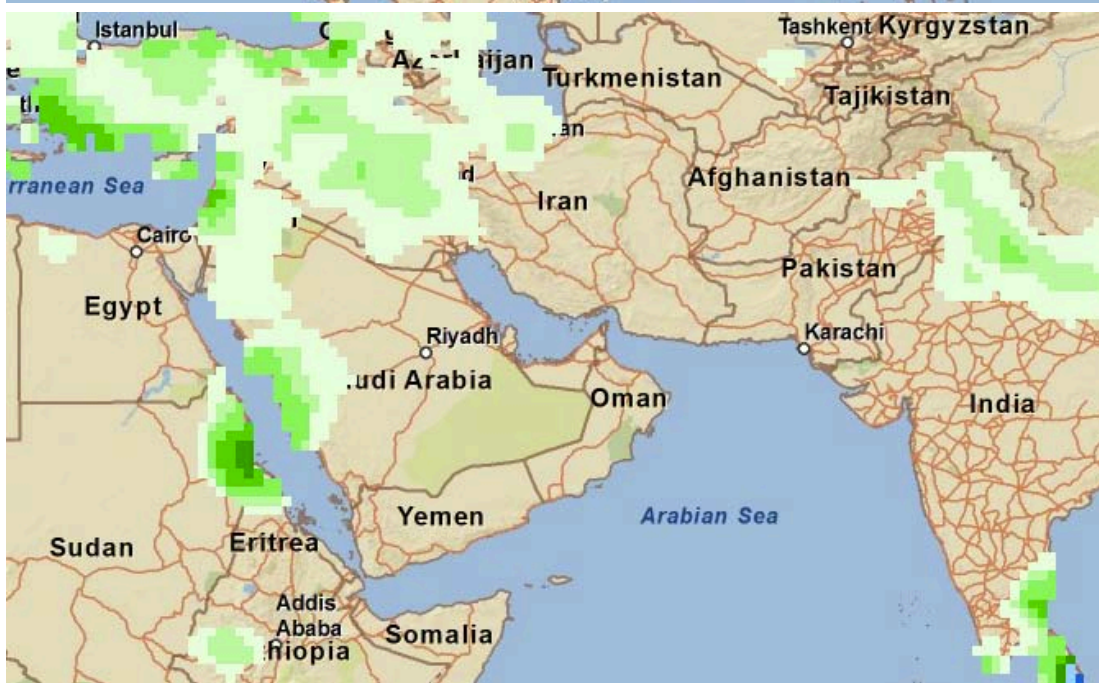 Istanbul
Tashkent Kyrgyzstan
Turkmenistan
Tajikistan
Afghanistan
Iran
Cairo
Pakistan
Egypt
Karachi
Riyadh
Oman
India
Yemen
Arabian Sea
Sudan
Eritrea
Addis
Ababa
Somalia